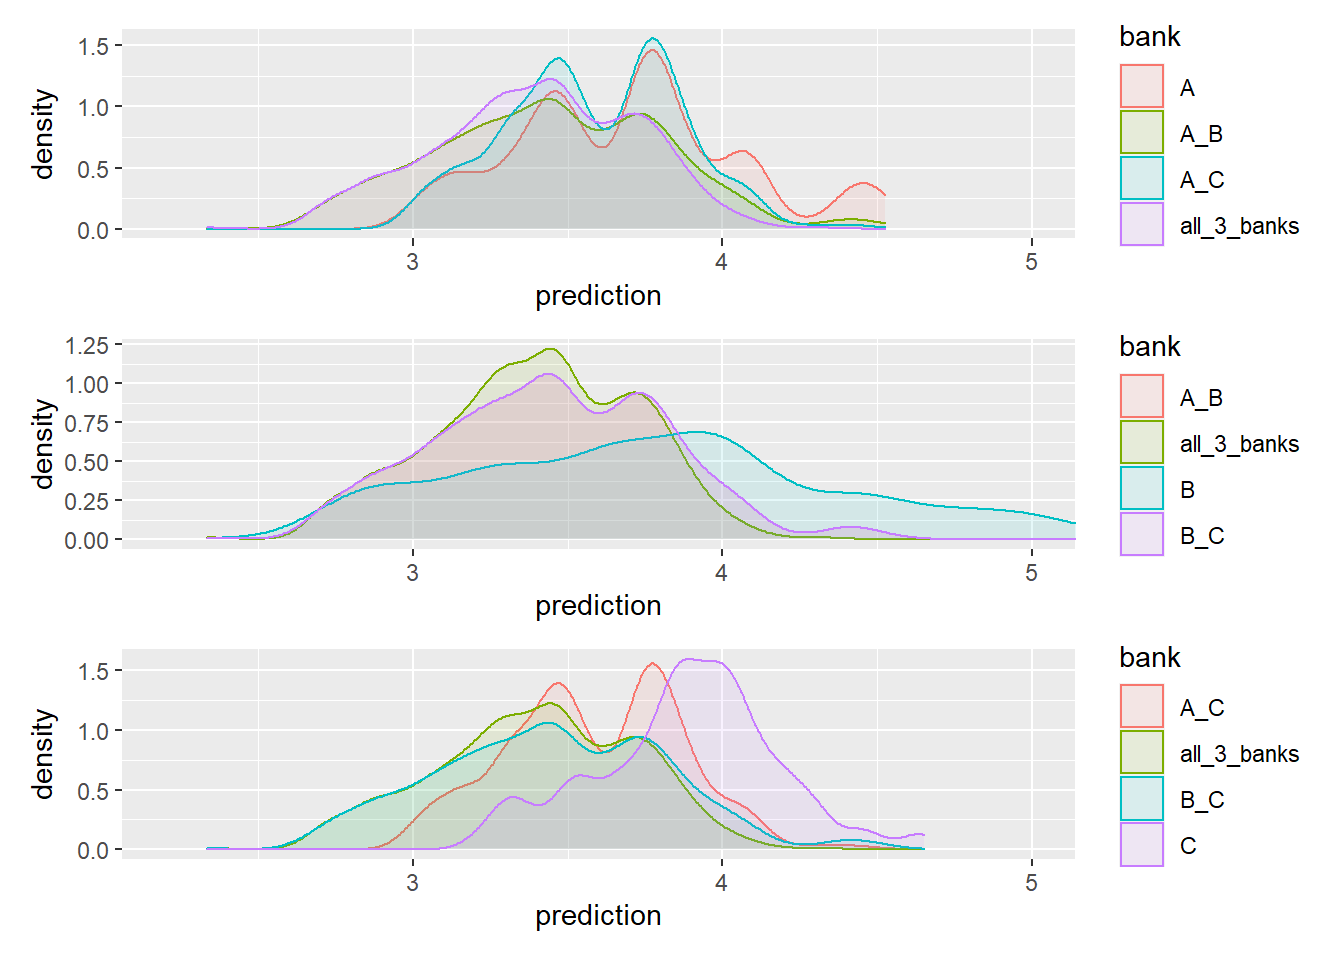 bank
1.5
1.0
0.5
0.0
density
A
A_B
A_C
all_3_banks
3 4 5
prediction
bank
1.25
1.00
0.75
0.50
0.25
0.00
density
A_B
all_3_banks
B
B_C
3 4 5
prediction
bank
1.5
1.0
0.5
0.0
density
A_C
all_3_banks
B_C
C
3 4 5
prediction